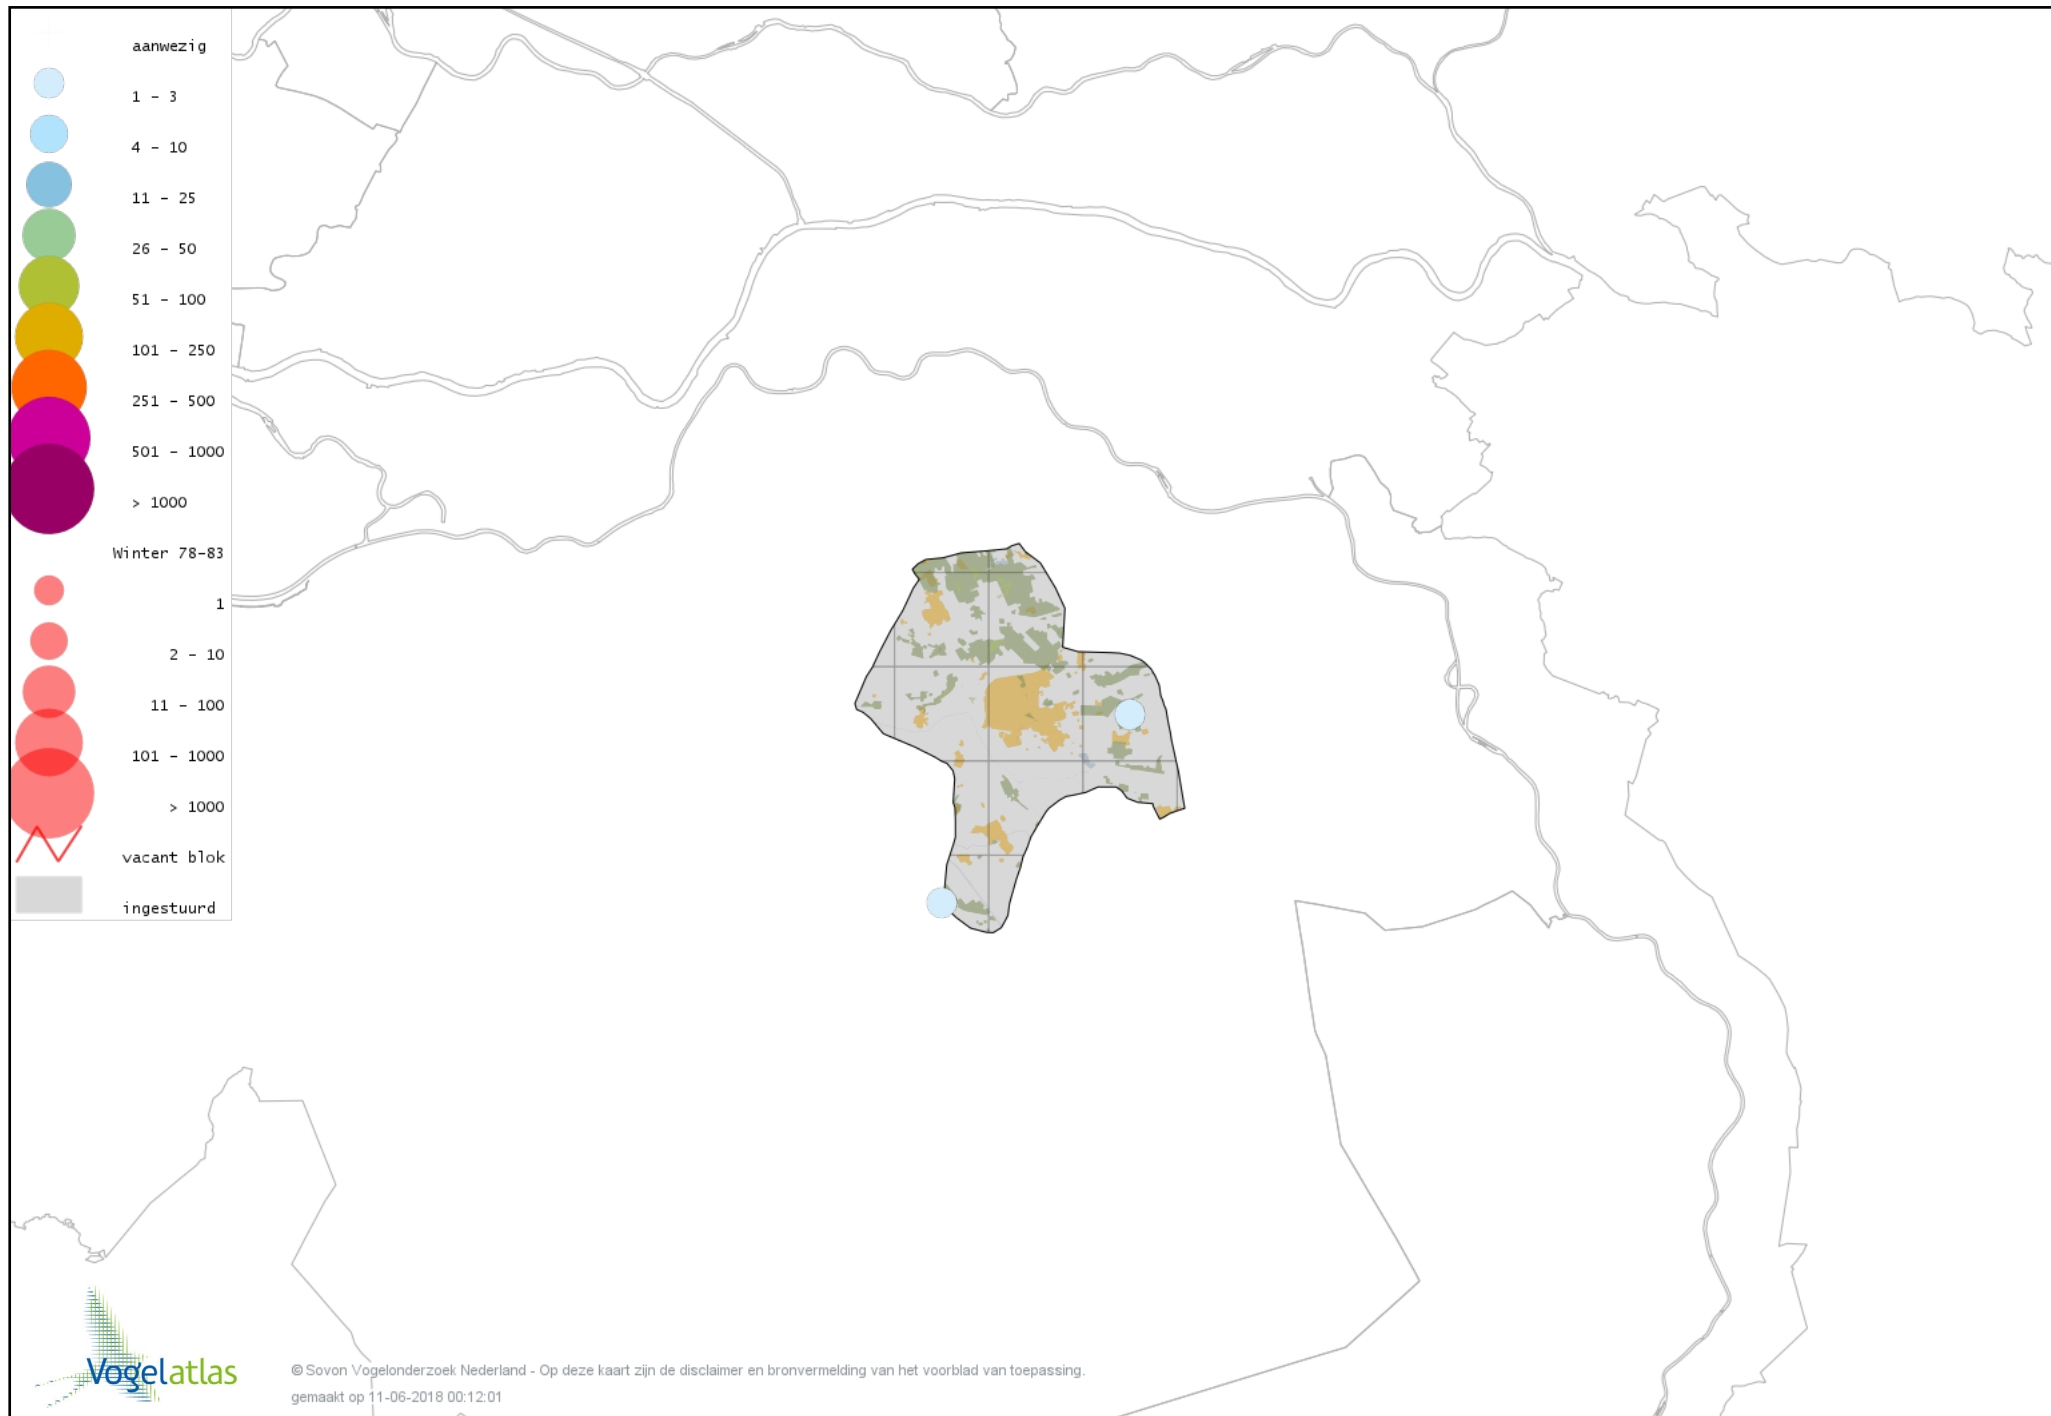 aanwezig
1 - 3
4 - 10
11 - 25
26 - 50
51 - 100
101 - 250
251 - 500
501 - 1000
> 1000
Winter 78-83
1
2 - 10
11 - 100
101 - 1000
> 1000
vacant blok
ingestuurd
Vogelatlas
© Sovon Vogelonderzoek Nederland - Op deze kaart zijn de disclaimer en bronvermelding van het voorblad van toepassing.
gemaakt op 11-06-2018 00:12:01